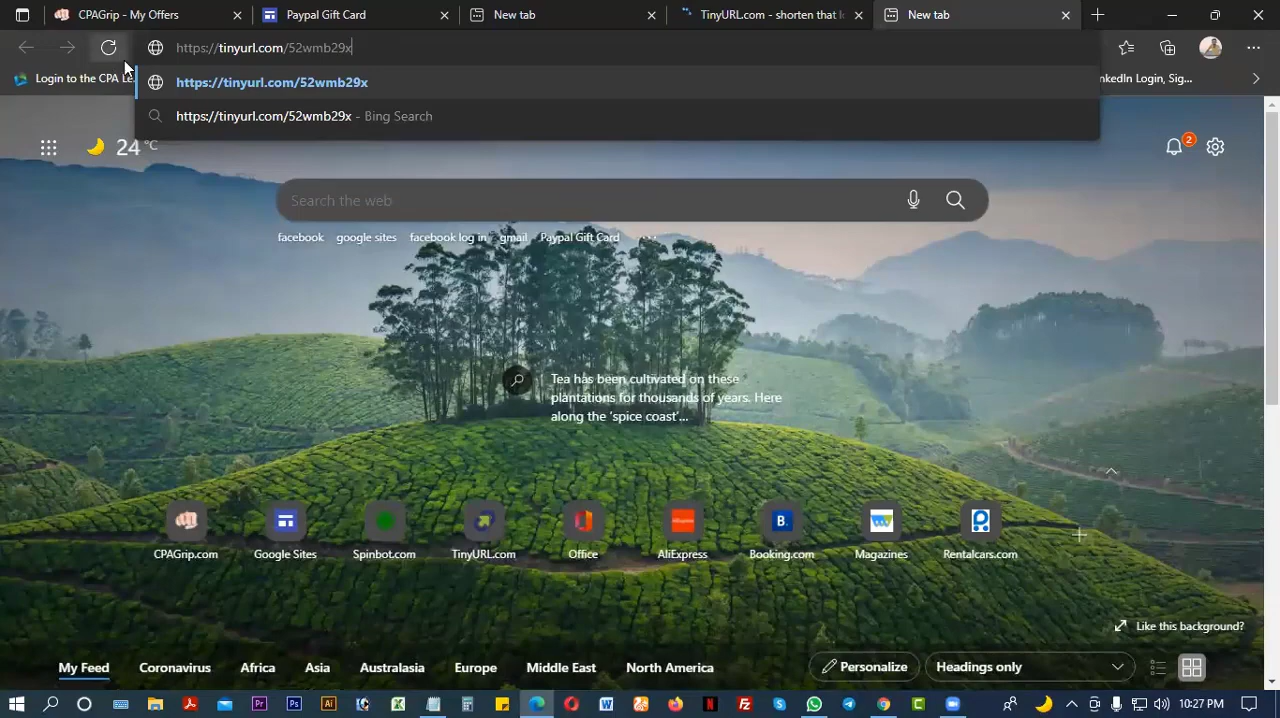 CPAGrip - My Offers
Paypal Gift Card
New tab
TinyURL.com - shorten that l
New tab
https://tinyurl.com/52wmb29x
Login to the CPA Le
nkedIn Login, Sig...
https://tinyurl.com/52wmb29x
https://tinyurl.com/52wmb29x - Bing Search
24 °C
2
Search the web
facebook
google sites
facebook log in
gmail
Paypal Gift Card
Tea has been cultivated on these
plantations for thousands of years. Here
along the 'spice coast'...
CPAGrip.com
Google Sites
Spinbot.com
TinyURL.com
Office
AliExpress
Booking.com
Magazines
Rentalcars.com
Like this background?
My Feed
Coronavirus
Africa
Asia
Australasia
Europe
Middle East
North America
Personalize
Headings only
10:27 PM